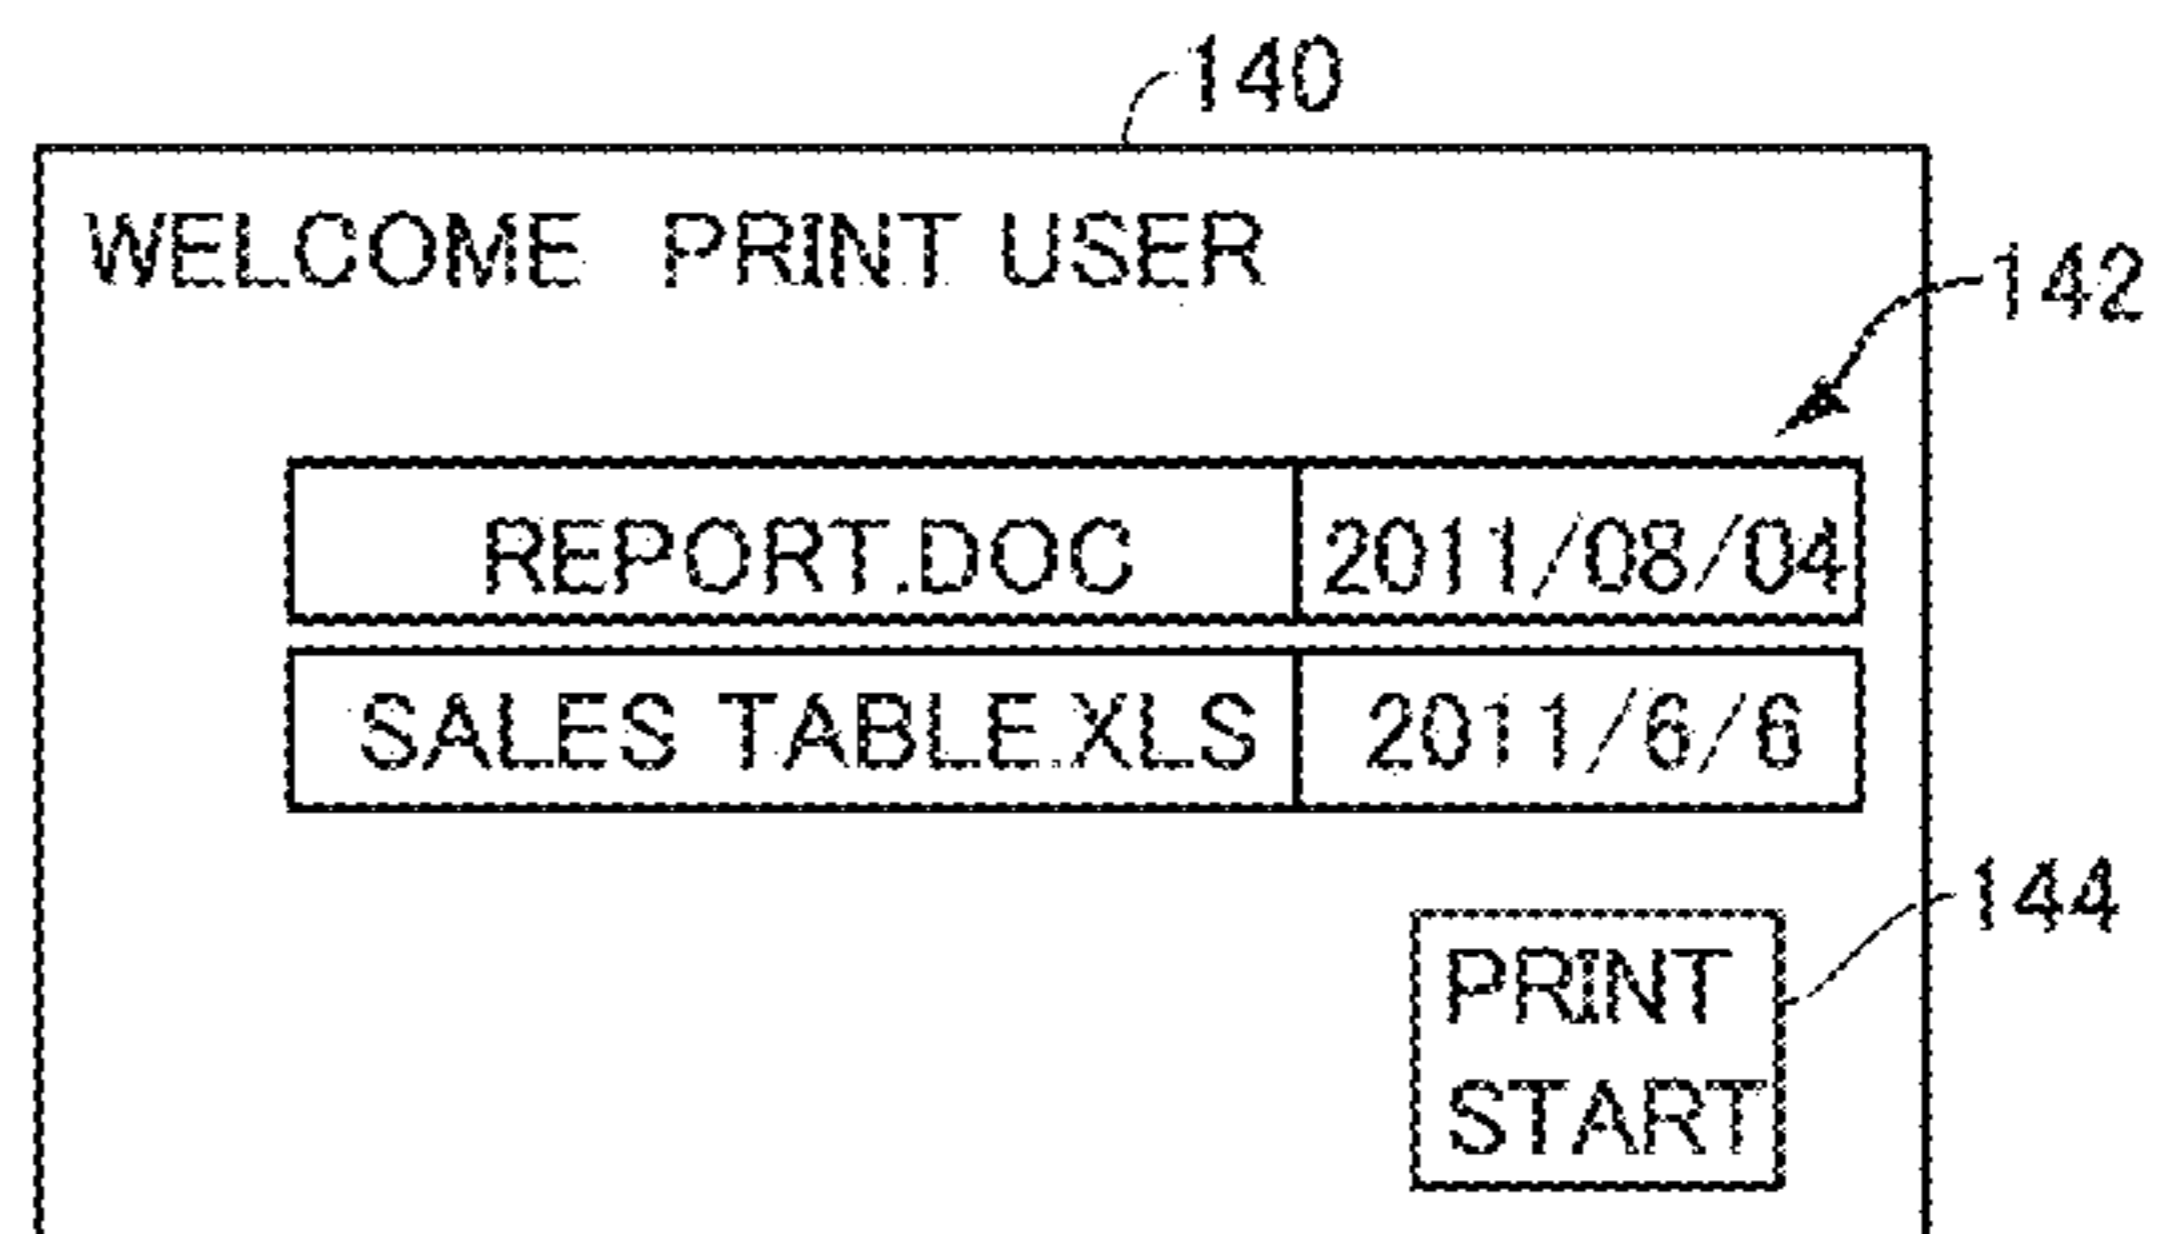 140
WELCOME PRINT USER
142
REPORT.DOC 2011/08/04
SALES TABLE.XLS 2011/6/6
144
PRINT
START